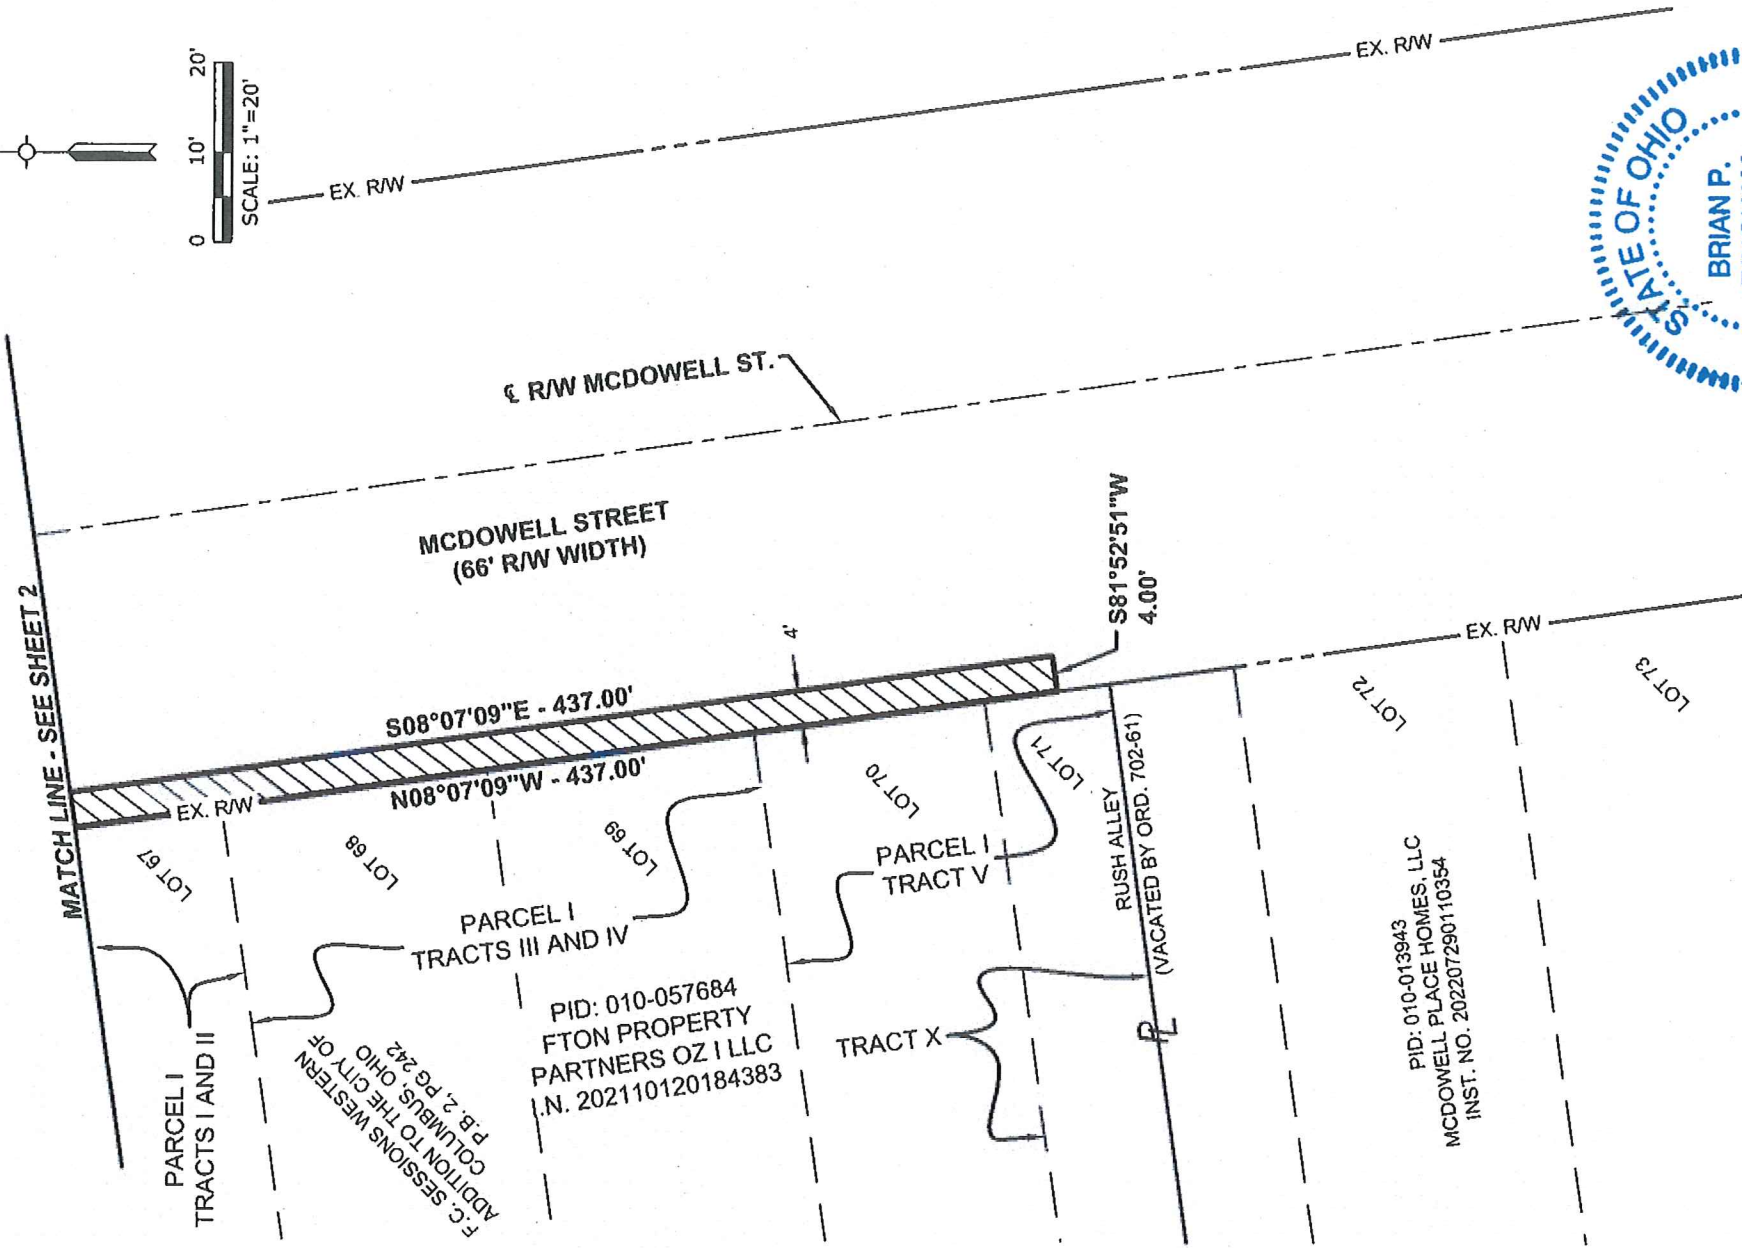 0 10' 20'
SCALE: 1"=20'
EX. R/W
EX. R/W
STATE OF OHIO
BRIAN P.
MATCH LINE - SEE SHEET 2
℄ R/W MCDOWELL ST.
MCDOWELL STREET
(66' R/W WIDTH)
S81°52'51"W
4.00'
4'
S08°07'09"E - 437.00'
N08°07'09"W - 437.00'
EX. R/W
EX. R/W
LOT 67
LOT 68
LOT 69
LOT 70
LOT 71
LOT 72
LOT 73
PARCEL I
TRACTS I AND II
PARCEL I
TRACTS III AND IV
PARCEL I
TRACT V
TRACT X
RUSH ALLEY
(VACATED BY ORD. 702-61)
F.C. SESSIONS WESTERN
ADDITION TO THE CITY OF
COLUMBUS, OHIO
P.B. 2, PG 242
PID: 010-057684
FTON PROPERTY
PARTNERS OZ I LLC
I.N. 202110120184383
PL
PID: 010-013943
MCDOWELL PLACE HOMES, LLC
INST. NO. 202207290110354